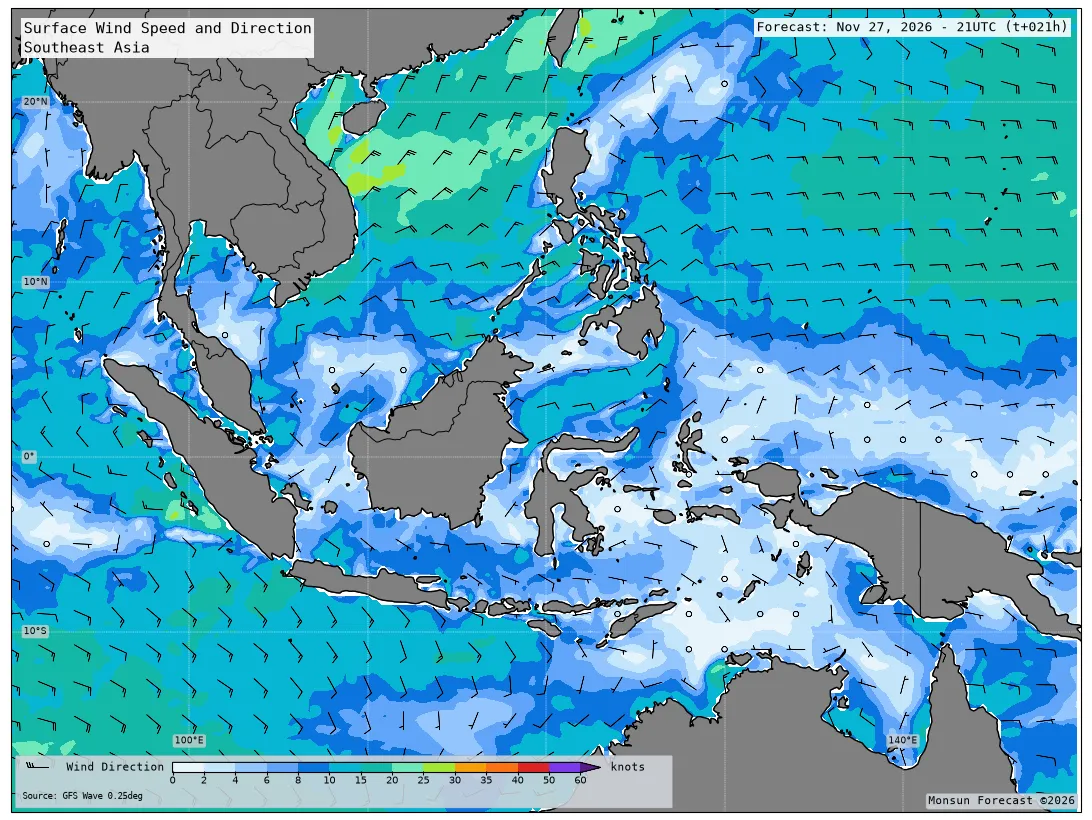 Surface Wind Speed and Direction
Southeast Asia
Forecast: Nov 27, 2026 - 21UTC (t+021h)
20°N
10°N
0°
10°S
100°E
140°E
Wind Direction
0 2 4 6 8 10 15 20 25 30 35 40 50 60
knots
Source: GFS Wave 0.25deg
Monsun Forecast ©2026